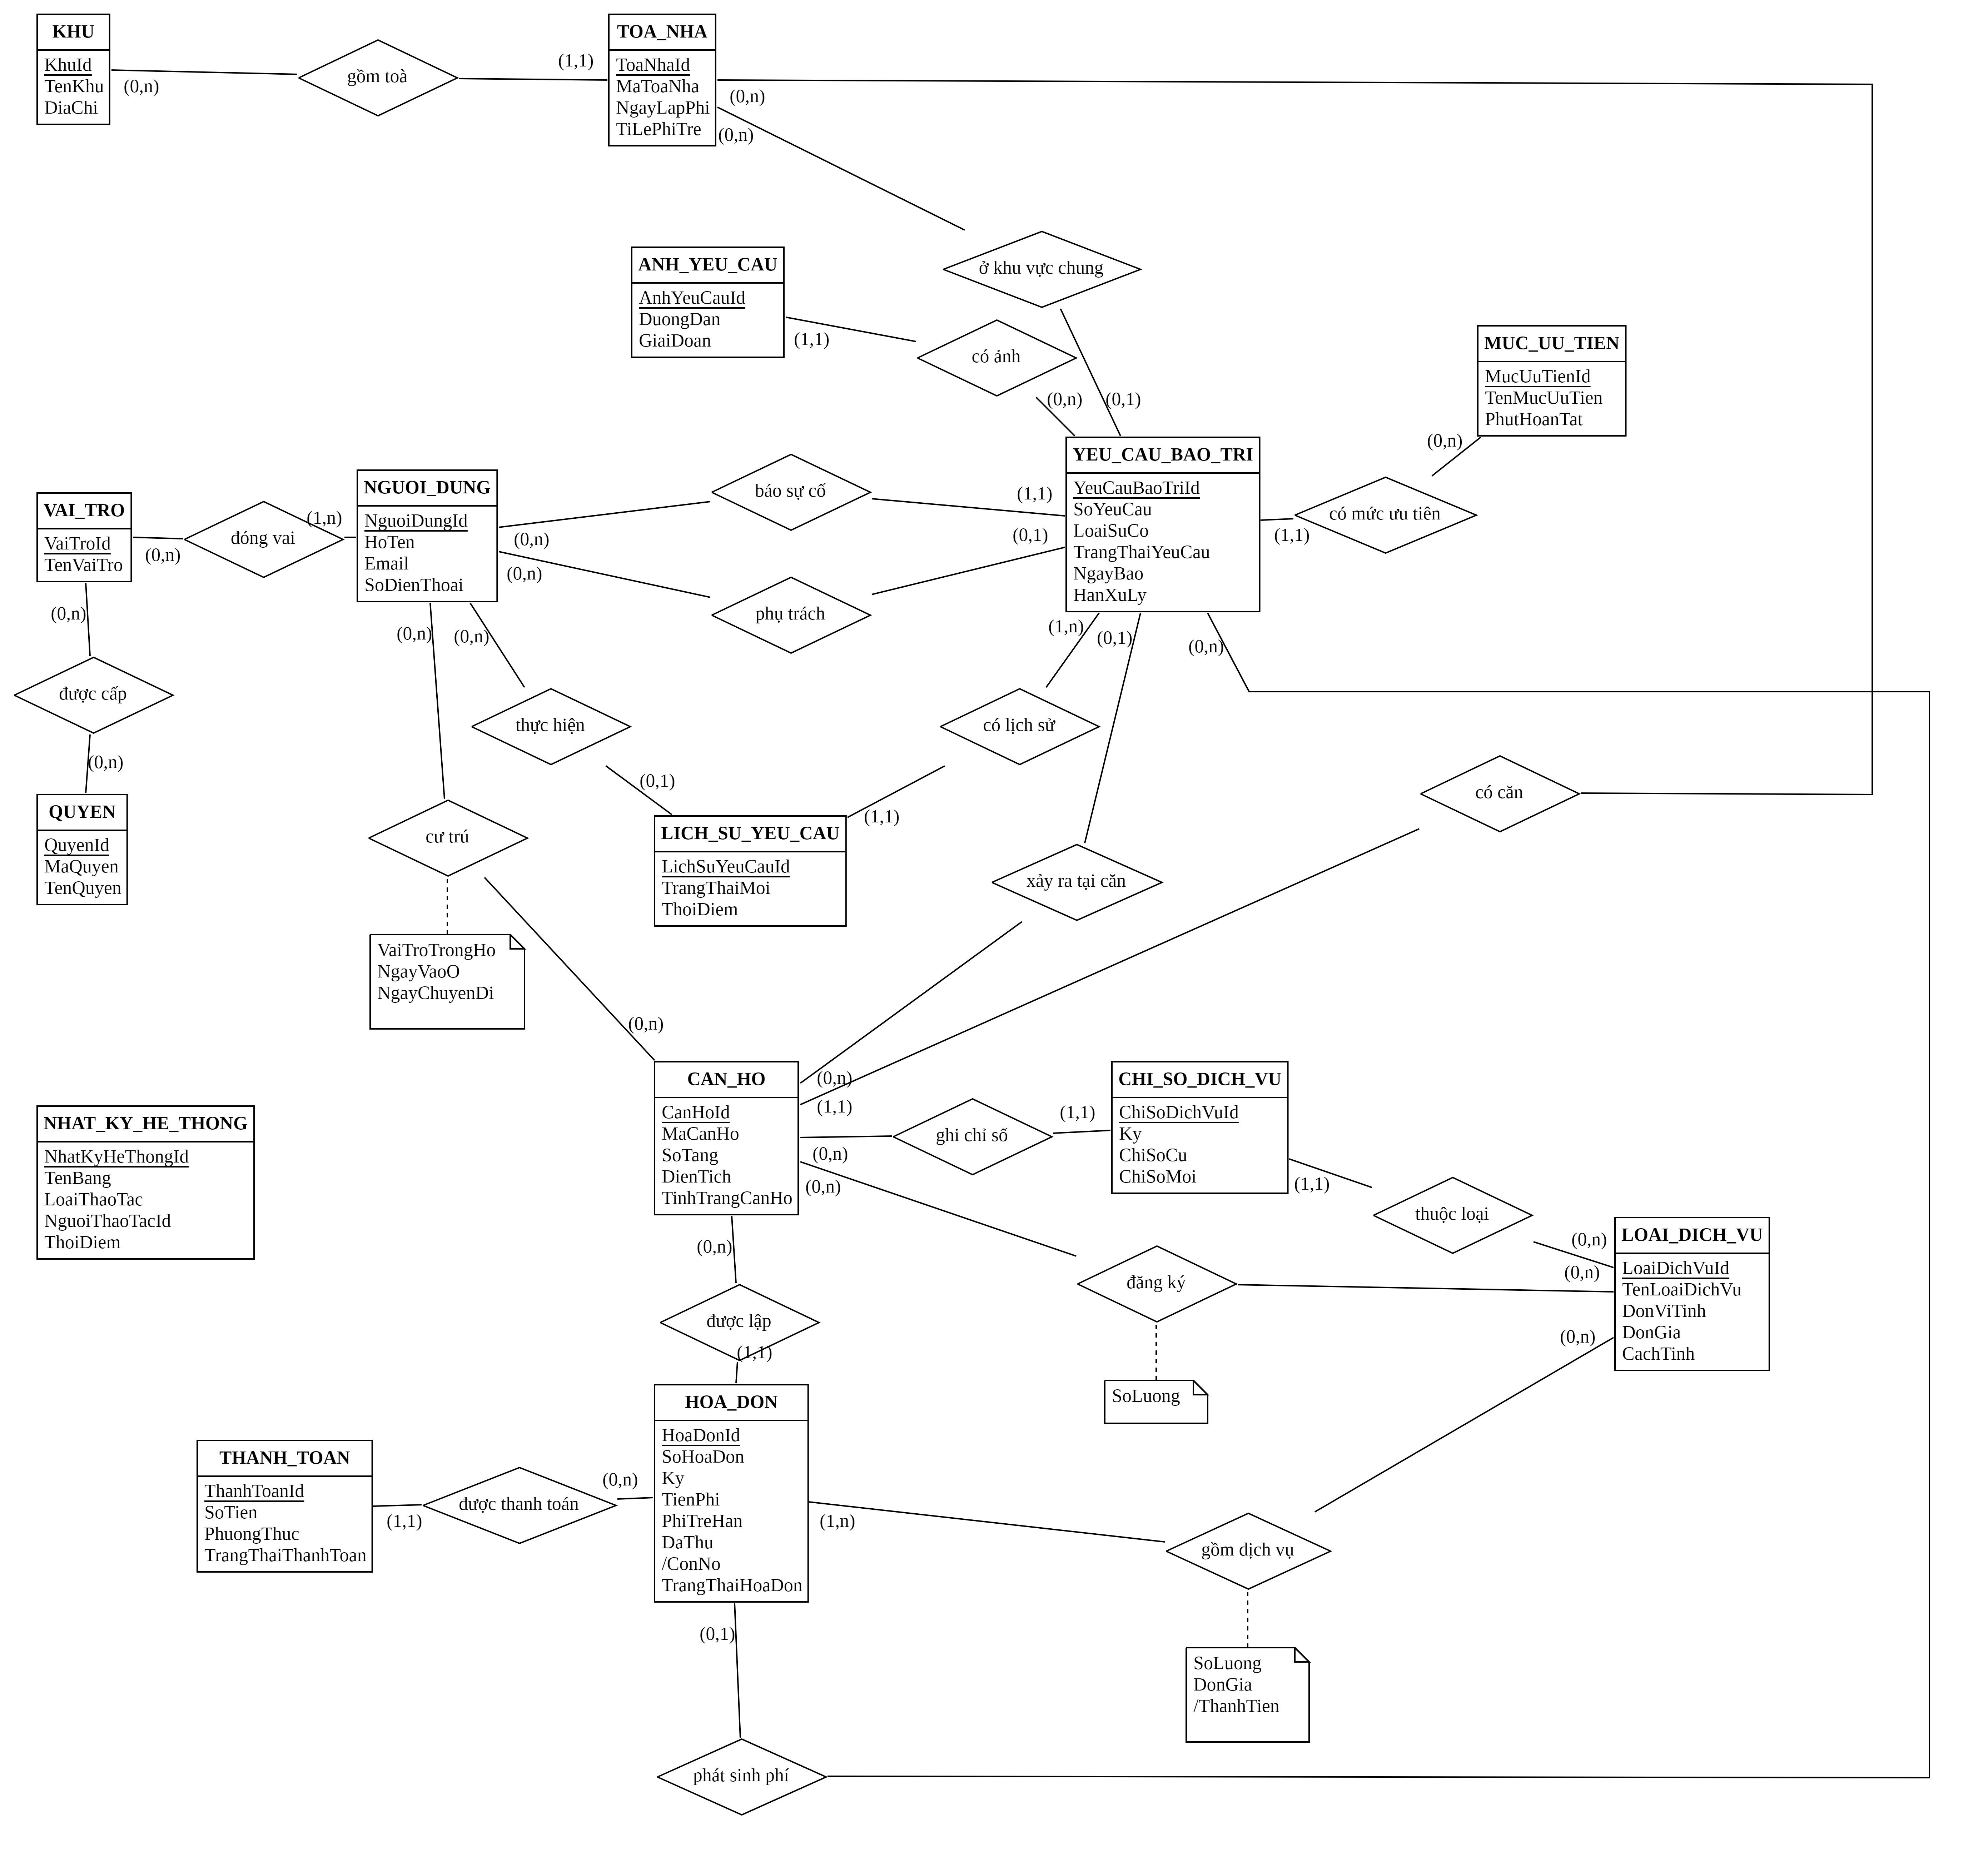 KHU
KhuId
TenKhu
DiaChi
(0,n)
gồm toà
(1,1)
TOA_NHA
ToaNhaId
MaToaNha
NgayLapPhi
TiLePhiTre
(0,n)
(0,n)
ở khu vực chung
ANH_YEU_CAU
AnhYeuCauId
DuongDan
GiaiDoan
(1,1)
có ảnh
(0,n)
(0,1)
MUC_UU_TIEN
MucUuTienId
TenMucUuTien
PhutHoanTat
(0,n)
có mức ưu tiên
(1,1)
YEU_CAU_BAO_TRI
YeuCauBaoTriId
SoYeuCau
LoaiSuCo
TrangThaiYeuCau
NgayBao
HanXuLy
VAI_TRO
VaiTroId
TenVaiTro
(0,n)
đóng vai
(1,n)
NGUOI_DUNG
NguoiDungId
HoTen
Email
SoDienThoai
(0,n)
báo sự cố
(1,1)
(0,n)
phụ trách
(0,1)
(0,n)
được cấp
(0,n)
QUYEN
QuyenId
MaQuyen
TenQuyen
(0,n)
(0,n)
thực hiện
(0,1)
(1,n)
(0,1)
(0,n)
có lịch sử
(1,1)
LICH_SU_YEU_CAU
LichSuYeuCauId
TrangThaiMoi
ThoiDiem
cư trú
VaiTroTrongHo
NgayVaoO
NgayChuyenDi
(0,n)
xảy ra tại căn
có căn
NHAT_KY_HE_THONG
NhatKyHeThongId
TenBang
LoaiThaoTac
NguoiThaoTacId
ThoiDiem
CAN_HO
CanHoId
MaCanHo
SoTang
DienTich
TinhTrangCanHo
(0,n)
(1,1)
(0,n)
(0,n)
ghi chỉ số
(1,1)
CHI_SO_DICH_VU
ChiSoDichVuId
Ky
ChiSoCu
ChiSoMoi
(1,1)
thuộc loại
(0,n)
(0,n)
LOAI_DICH_VU
LoaiDichVuId
TenLoaiDichVu
DonViTinh
DonGia
CachTinh
(0,n)
đăng ký
SoLuong
(0,n)
được lập
(1,1)
HOA_DON
HoaDonId
SoHoaDon
Ky
TienPhi
PhiTreHan
DaThu
/ConNo
TrangThaiHoaDon
THANH_TOAN
ThanhToanId
SoTien
PhuongThuc
TrangThaiThanhToan
(1,1)
được thanh toán
(0,n)
(1,n)
gồm dịch vụ
SoLuong
DonGia
/ThanhTien
(0,1)
phát sinh phí